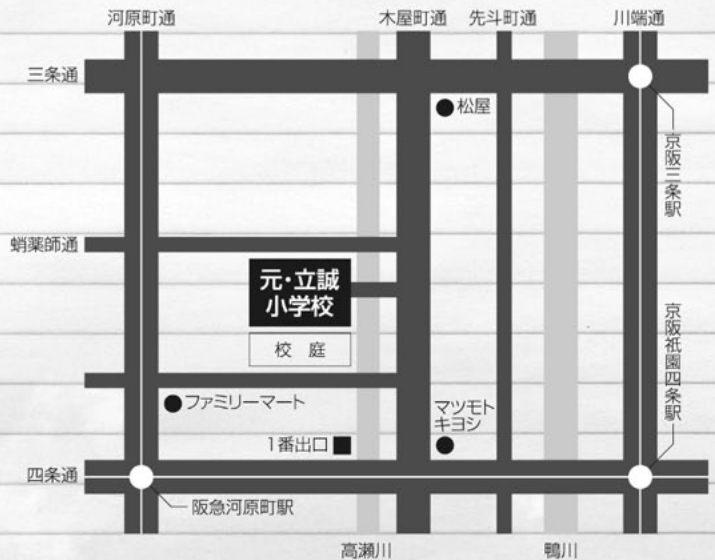 河原町通
木屋町通
先斗町通
川端通
三条通
松屋
京阪三条駅
蛸薬師通
元・立誠
小学校
校 庭
京阪祇園四条駅
ファミリーマート
マツモト
キヨシ
1番出口
四条通
阪急河原町駅
高瀬川
鴨川